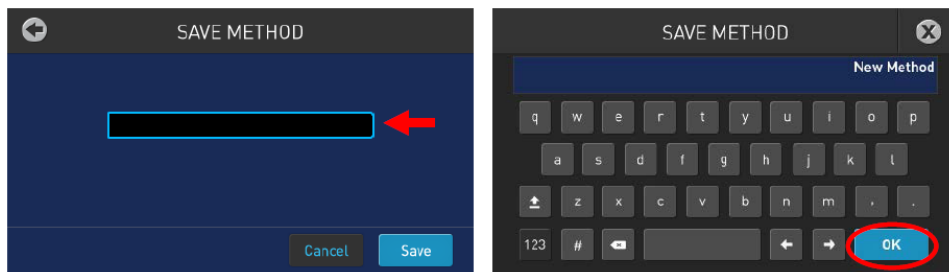 SAVE METHOD
Cancel Save
SAVE METHOD
New Method
q w e r t y u i o p
a s d f g h j k l
z x c v b n m , .
123 # OK